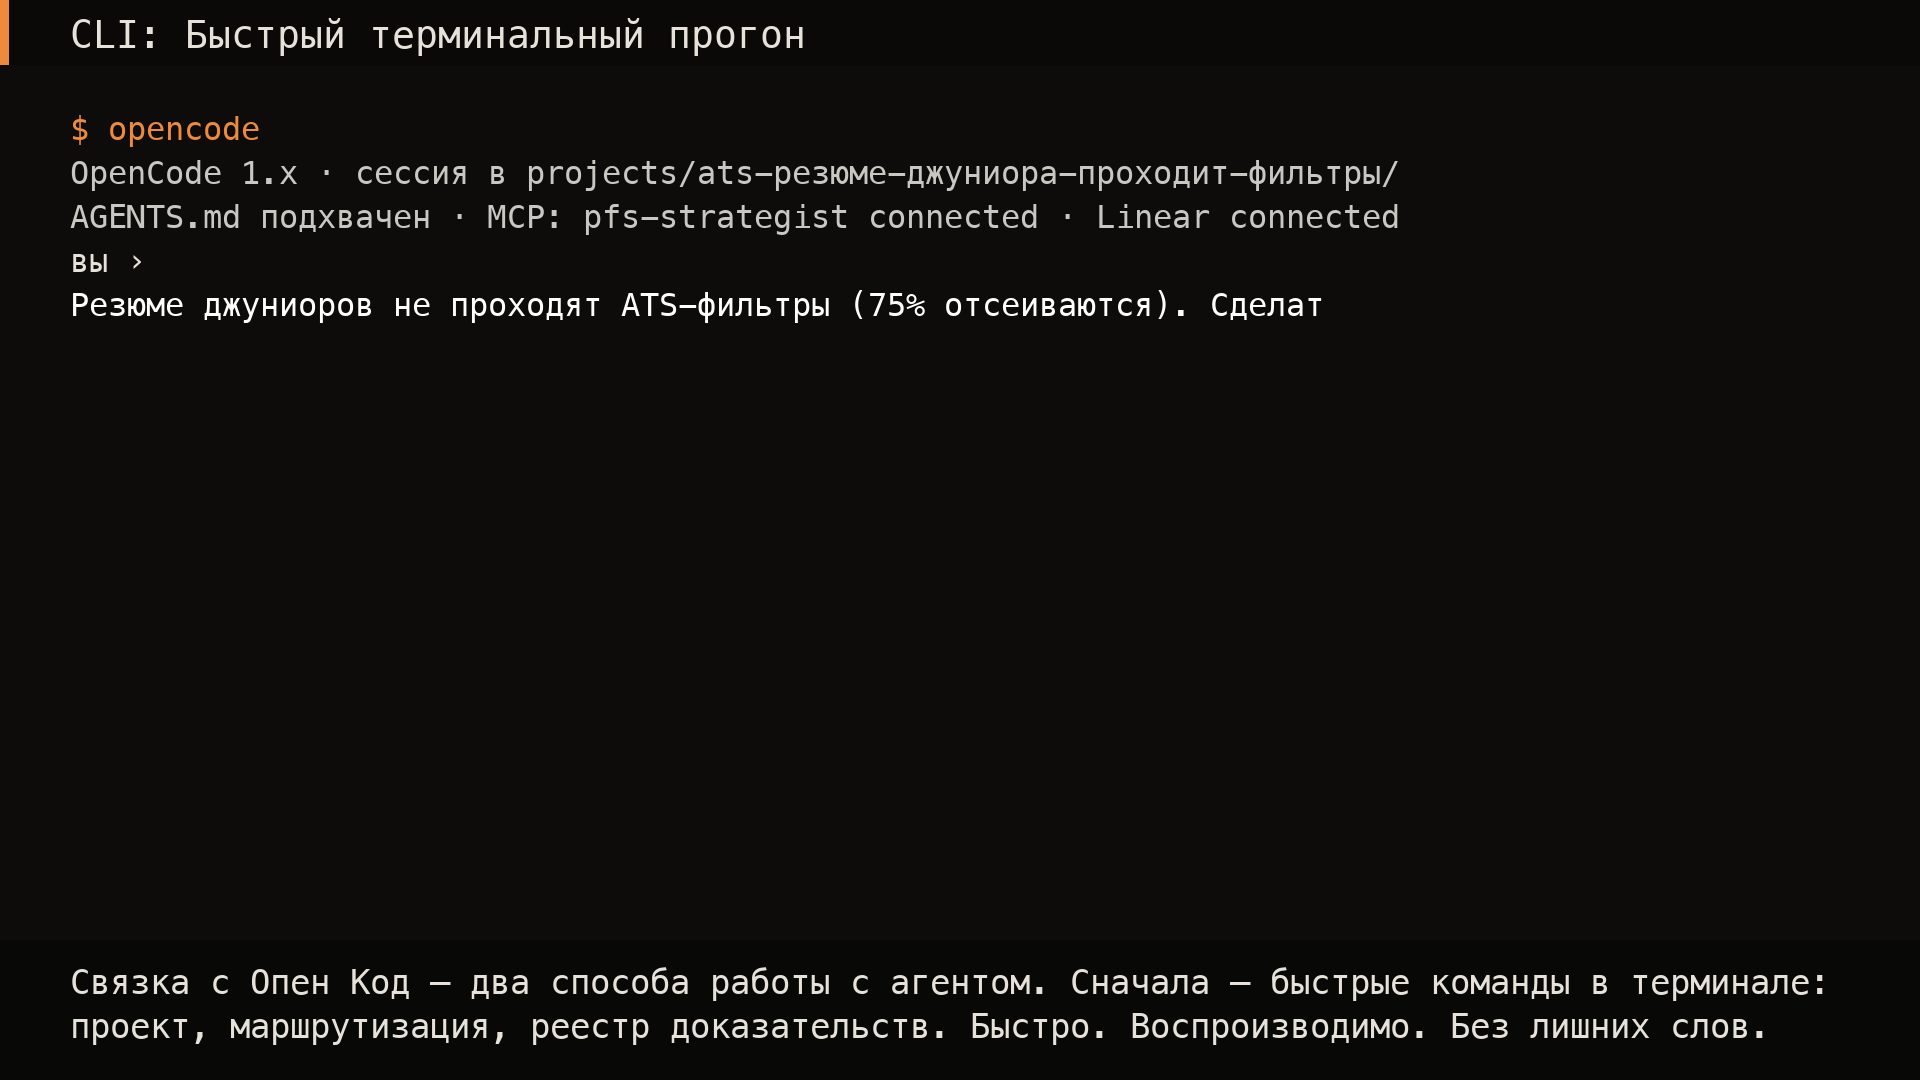 CLI: Быстрый терминальный прогон
$ opencode
OpenCode 1.x · сессия в projects/ats−резюме−джуниора−проходит−фильтры/
AGENTS.md подхвачен · MCP: pfs−strategist connected · Linear connected
вы ›
Резюме джуниоров не проходят ATS−фильтры (75% отсеиваются). Сделат
Связка с Опен Код — два способа работы с агентом. Сначала — быстрые команды в терминале:
проект, маршрутизация, реестр доказательств. Быстро. Воспроизводимо. Без лишних слов.